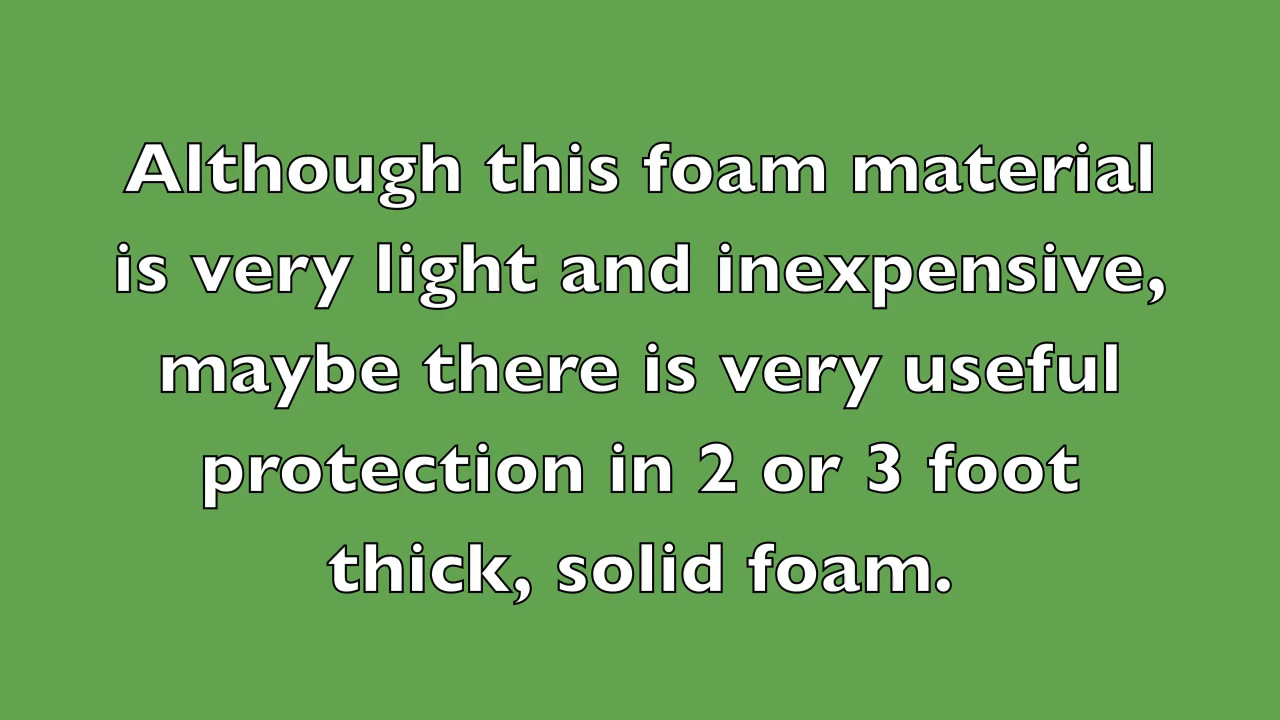 Although this foam material
is very light and inexpensive,
maybe there is very useful
protection in 2 or 3 foot
thick, solid foam.